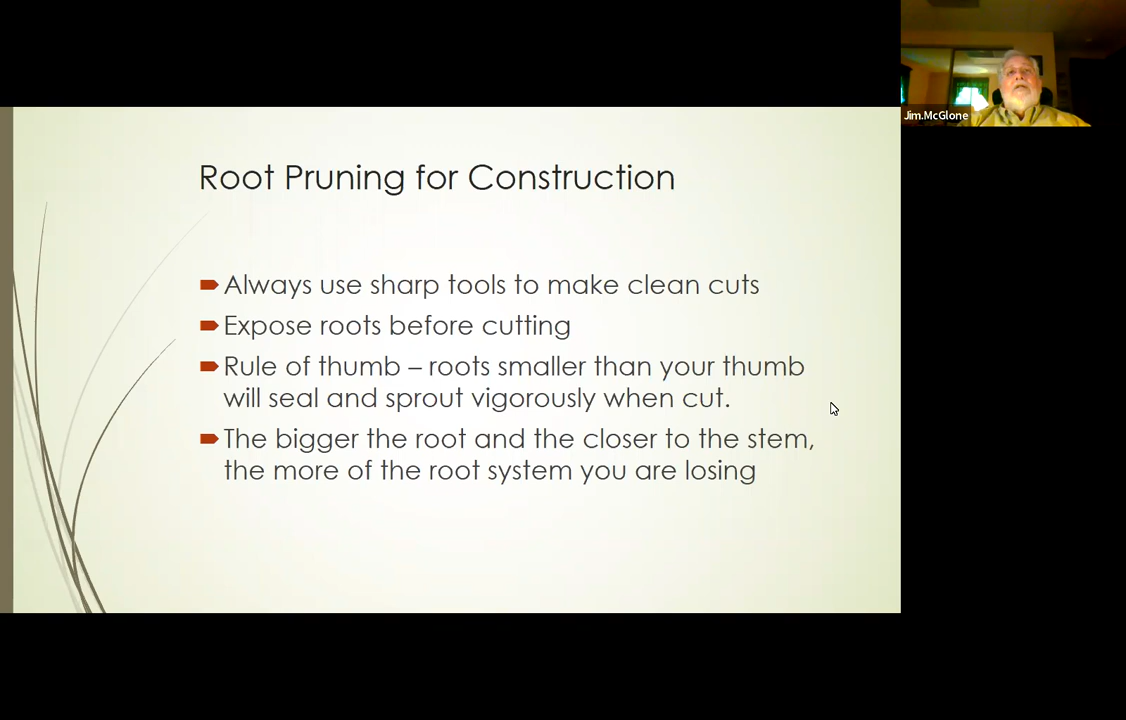 Jim.McGlone
Root Pruning for Construction
Always use sharp tools to make clean cuts
Expose roots before cutting
Rule of thumb – roots smaller than your thumb
will seal and sprout vigorously when cut.
The bigger the root and the closer to the stem,
the more of the root system you are losing